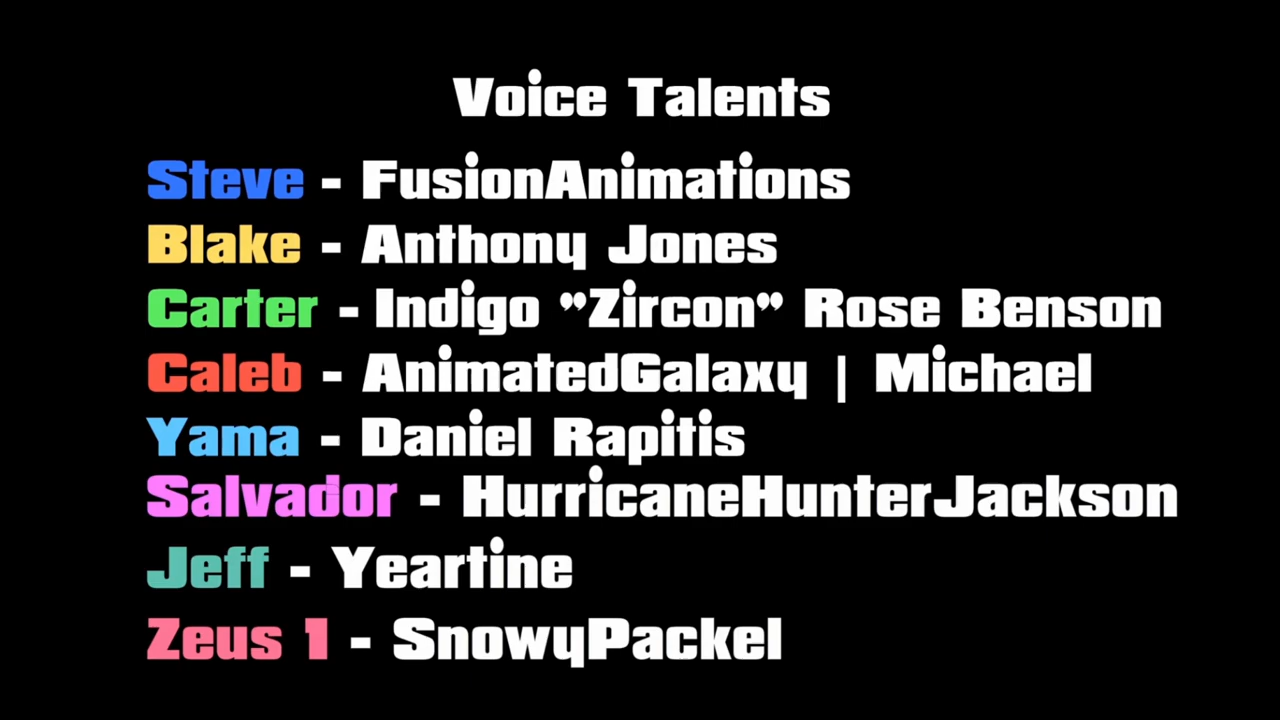 Voice Talents
Steve - FusionAnimations
Blake - Anthony Jones
Carter - Indigo "Zircon" Rose Benson
Caleb - AnimatedGalaxy | Michael
Yama - Daniel Rapitis
Salvador - HurricaneHunterJackson
Jeff - Yeartine
Zeus 1 - SnowyPackel